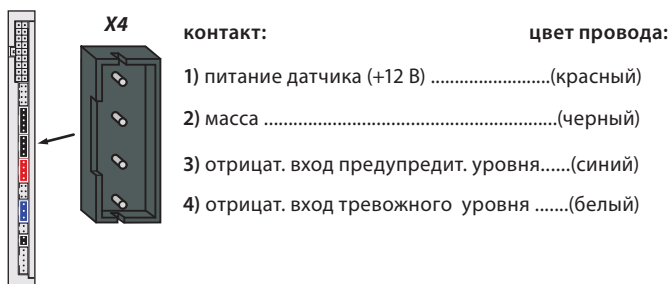 X4
контакт: цвет провода:
1) питание датчика (+12 В) ..........................(красный)
2) масса ................................................................(черный)
3) отрицат. вход предупредит. уровня......(синий)
4) отрицат. вход тревожного уровня .......(белый)